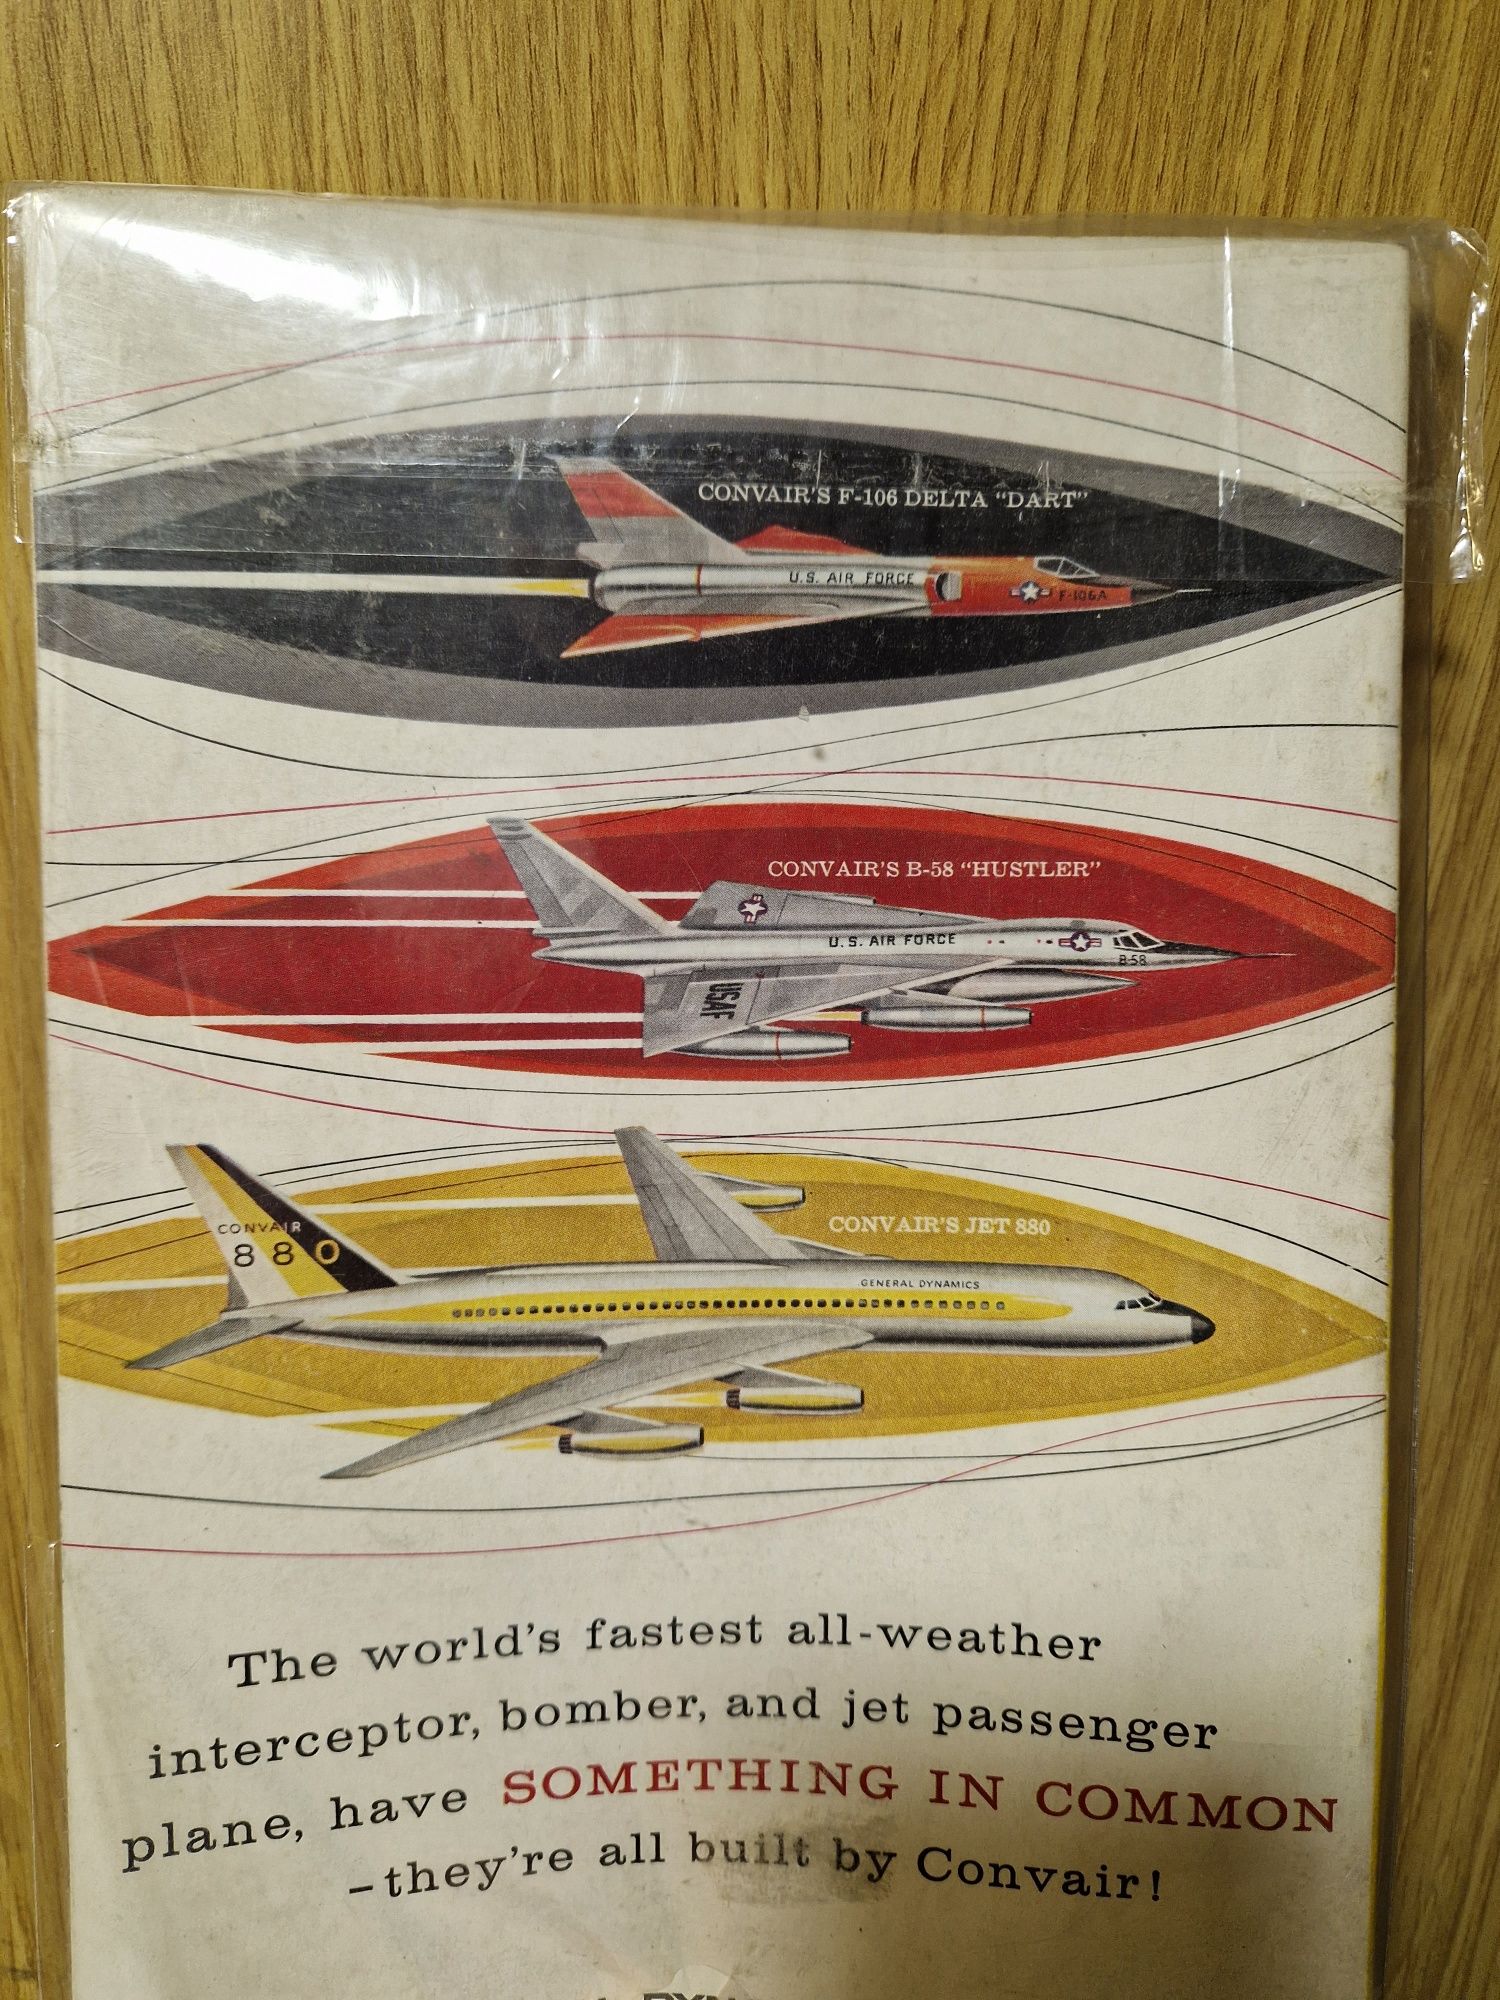 CONVAIR'S F-106 DELTA "DART"
U.S. AIR FORCE
F-106A
CONVAIR'S B-58 "HUSTLER"
U.S. AIR FORCE
B-58
USAF
CONVAIR'S JET 880
CONVAIR
880
GENERAL DYNAMICS
The world's fastest all-weather
interceptor, bomber, and jet passenger
plane, have SOMETHING IN COMMON
–they're all built by Convair!